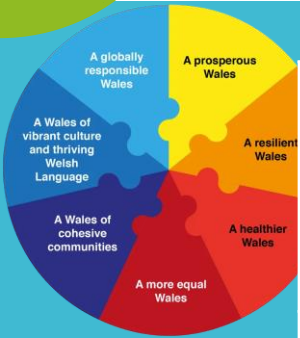 A globally
responsible
Wales
A prosperous
Wales
A resilient
Wales
A healthier
Wales
A more equal
Wales
A Wales of
cohesive
communities
A Wales of
vibrant culture
and thriving
Welsh
Language